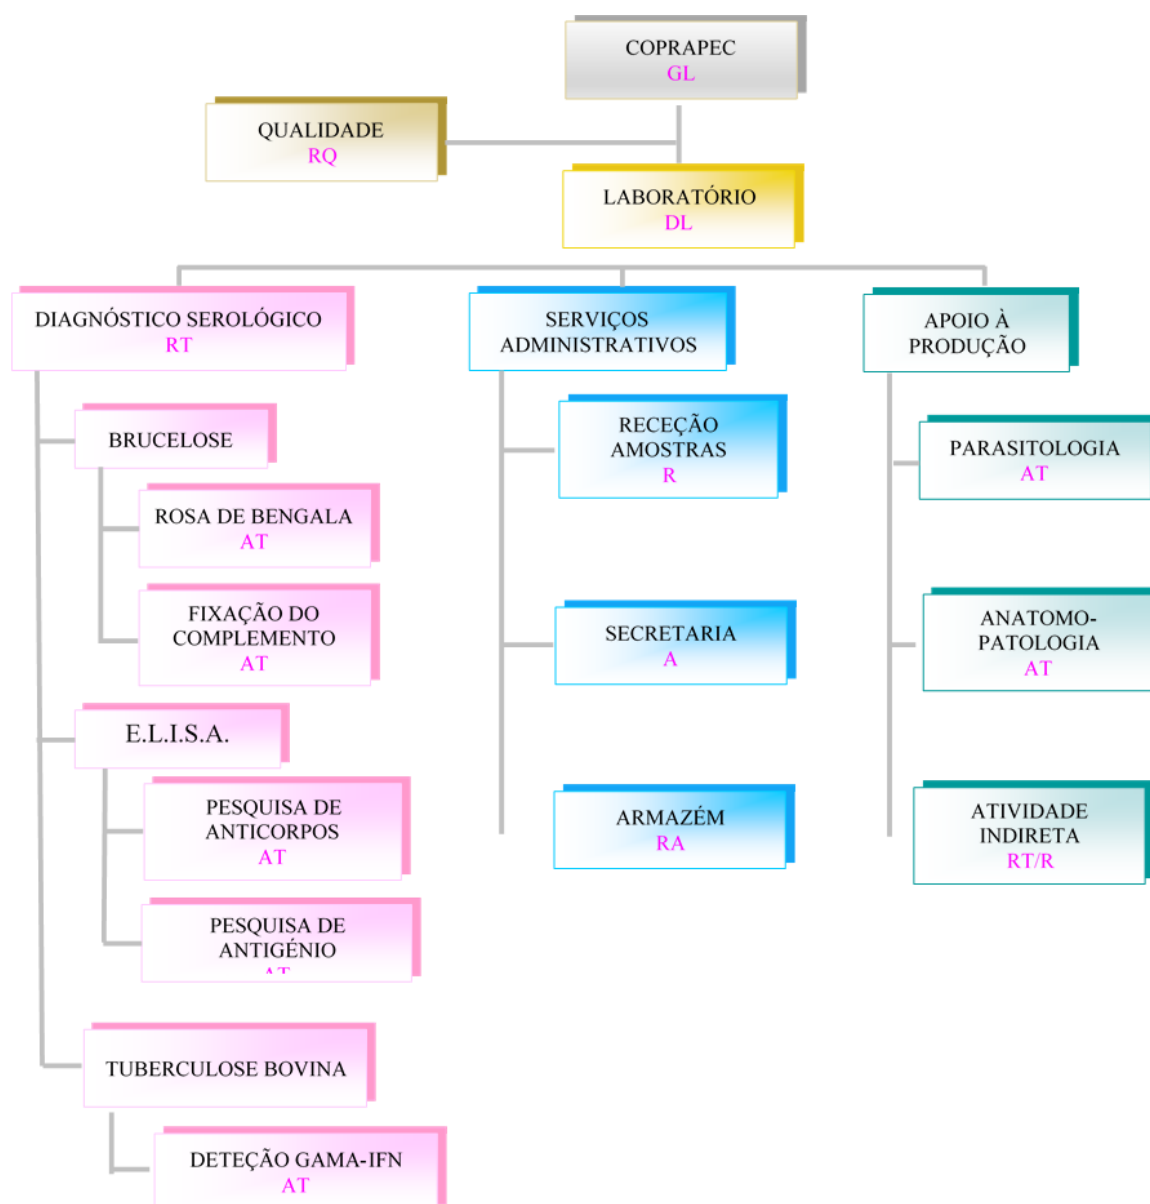 COPRAPEC
GL
QUALIDADE
RQ
LABORATÓRIO
DL
DIAGNÓSTICO SEROLÓGICO
RT
BRUCELOSE
ROSA DE BENGALA
AT
FIXAÇÃO DO
COMPLEMENTO
AT
E.L.I.S.A.
PESQUISA DE
ANTICORPOS
AT
PESQUISA DE
ANTIGÉNIO
AT
TUBERCULOSE BOVINA
DETEÇÃO GAMA-IFN
AT
SERVIÇOS
ADMINISTRATIVOS
RECEÇÃO
AMOSTRAS
R
SECRETARIA
A
ARMAZÉM
RA
APOIO À
PRODUÇÃO
PARASITOLOGIA
AT
ANATOMO-
PATOLOGIA
AT
ATIVIDADE
INDIRETA
RT/R